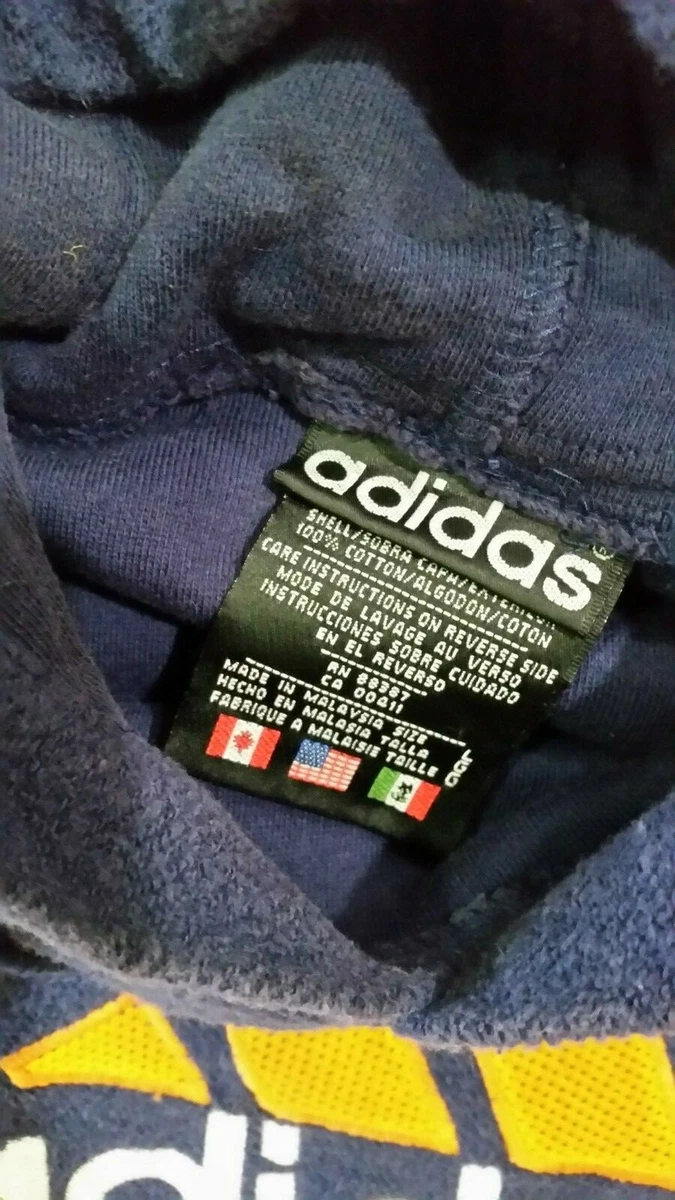 adidas
SHELL/SOBRA CAPA/EXTERIEUR
100% COTTON/ALGODON/COTON
CARE INSTRUCTIONS ON REVERSE SIDE
MODE DE LAVAGE AU VERSO
INSTRUCCIONES SOBRE CUIDADO
EN EL REVERSO
RN 88387
CA 00411
MADE IN MALAYSIA SIZE L
HECHO EN MALASIA TALLA G
FABRIQUE A MALAISIE TAILLE G
adid